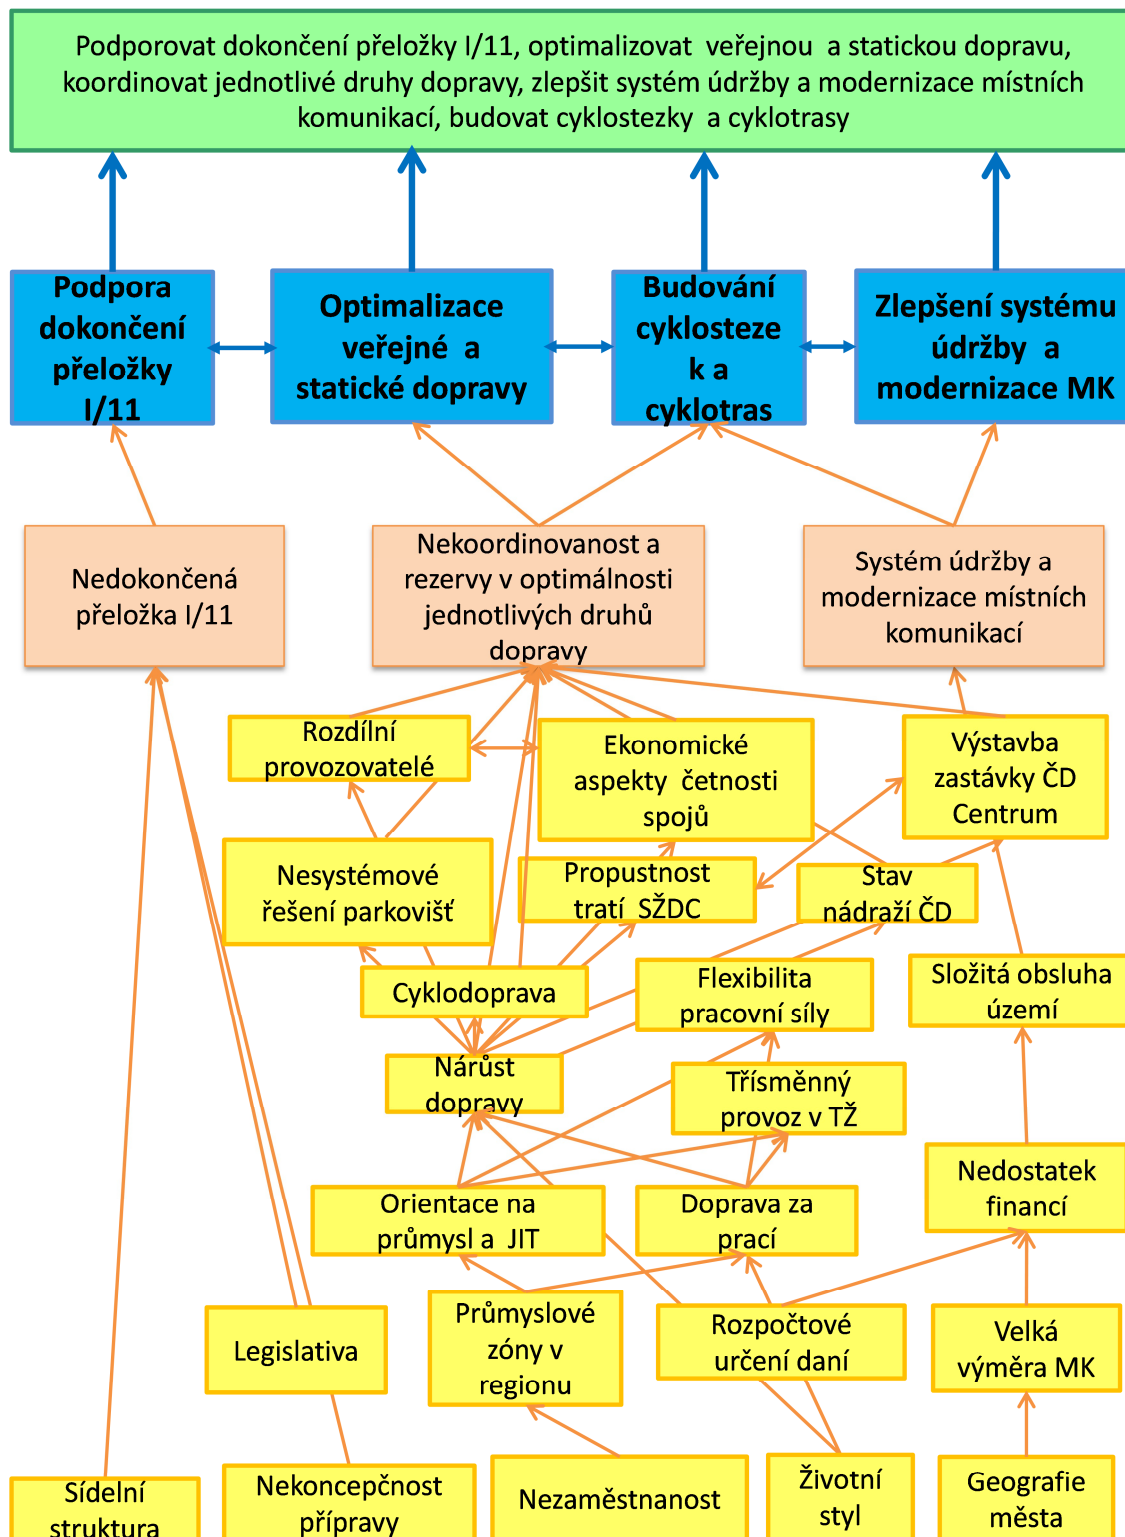 Podporovat dokončení přeložky I/11, optimalizovat veřejnou a statickou dopravu,
koordinovat jednotlivé druhy dopravy, zlepšit systém údržby a modernizace místních
komunikací, budovat cyklostezky a cyklotrasy
Podpora
dokončení
přeložky
I/11
Optimalizace
veřejné a
statické dopravy
Budování
cyklosteze
k a
cyklotras
Zlepšení systému
údržby a
modernizace MK
Nedokončená
přeložka I/11
Nekoordinovanost a
rezervy v optimálnosti
jednotlivých druhů
dopravy
Systém údržby a
modernizace místních
komunikací
Rozdílní
provozovatelé
Ekonomické
aspekty četnosti
spojů
Výstavba
zastávky ČD
Centrum
Nesystémové
řešení parkovišť
Propustnost
tratí SŽDC
Stav
nádraží ČD
Cyklodoprava
Flexibilita
pracovní síly
Složitá obsluha
území
Nárůst
dopravy
Třísměnný
provoz v TŽ
Nedostatek
financí
Orientace na
průmysl a JIT
Doprava za
prací
Legislativa
Průmyslové
zóny v
regionu
Rozpočtové
určení daní
Velká
výměra MK
Sídelní
struktura
Nekoncepčnost
přípravy
Nezaměstnanost
Životní
styl
Geografie
města